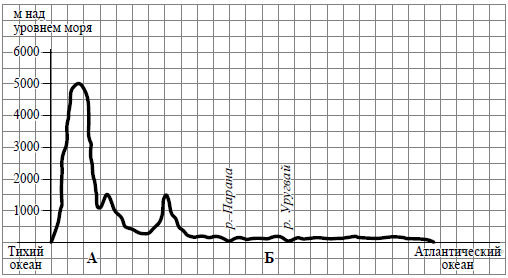 м над
уровнем моря
6000
5000
4000
3000
2000
1000
р. Парана
р. Уругвай
Тихий
океан
А
Б
Атлантический
океан